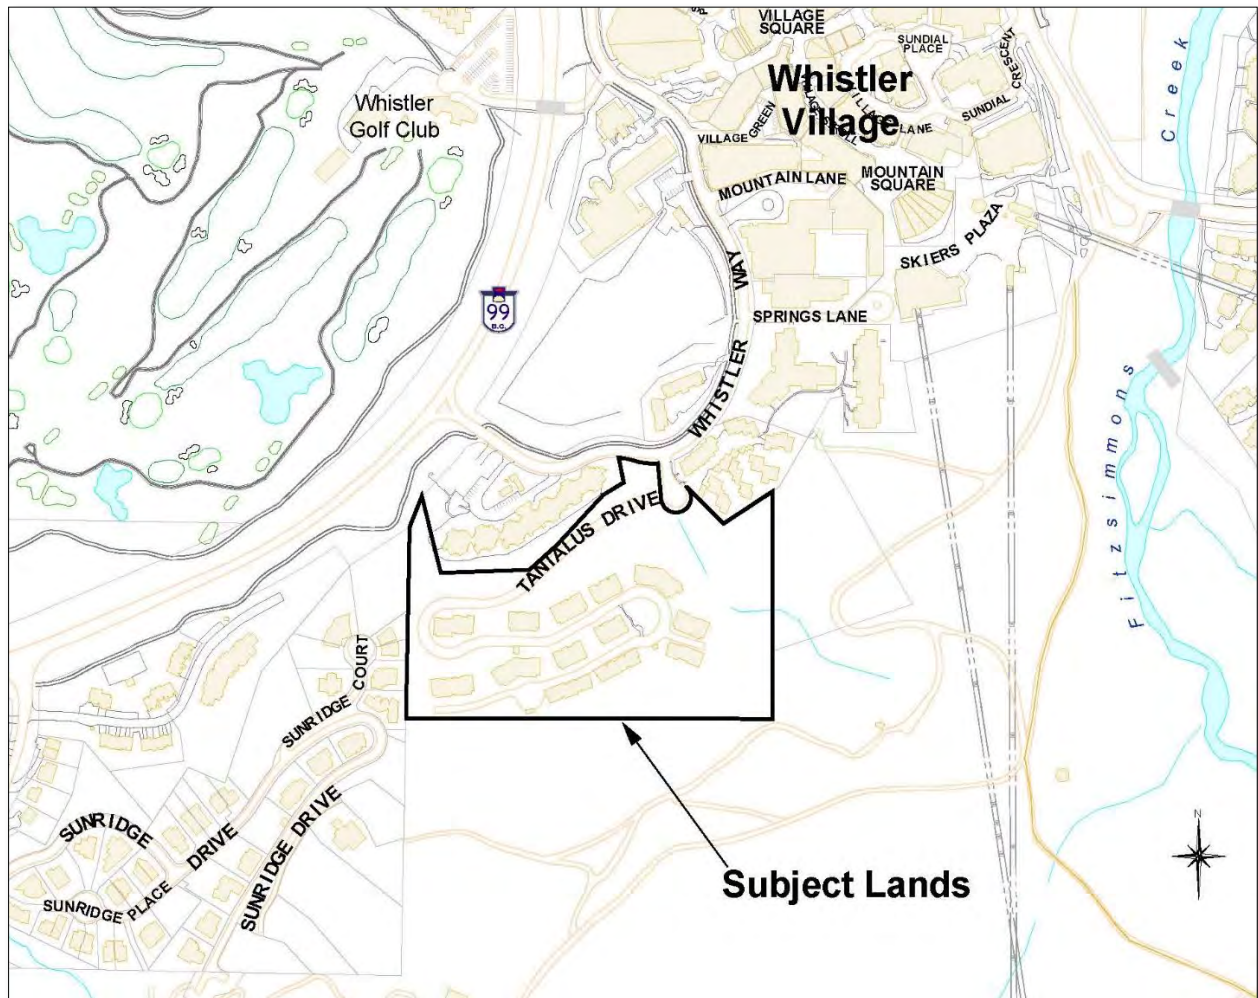 VILLAGE
SQUARE
SUNDIAL
PLACE
CRESCENT
Creek
Whistler
Village
Whistler
Golf Club
VILLAGE
GREEN
VILLAGE
LANE
SUNDIAL
MOUNTAIN LANE
MOUNTAIN
SQUARE
SKIERS PLAZA
WHISTLER WAY
99
B.C.
SPRINGS LANE
Fitzsimmons
TANTALUS DRIVE
SUNRIDGE COURT
SUNRIDGE
DRIVE
SUNRIDGE DRIVE
SUNRIDGE PLACE
N
Subject Lands